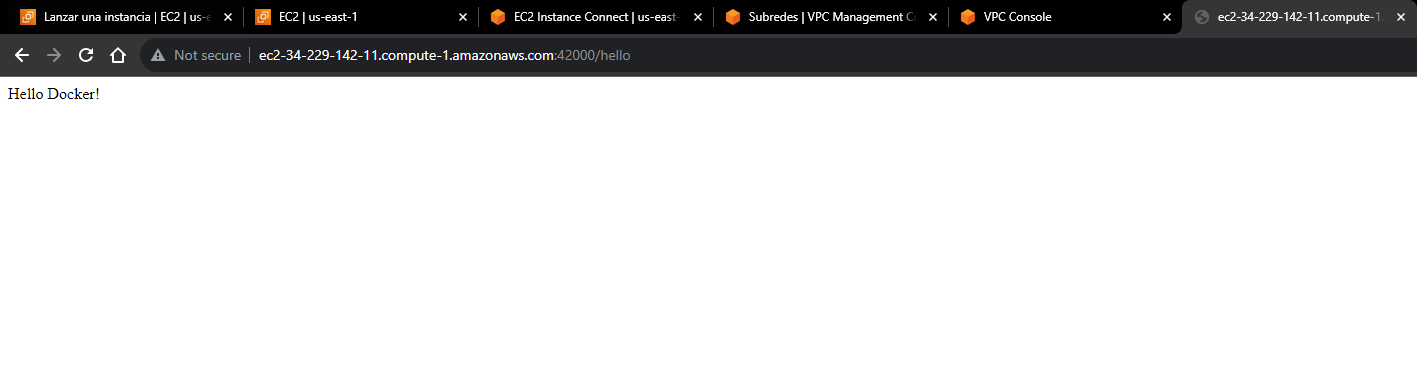 Lanzar una instancia | EC2 | us-e
EC2 | us-east-1
EC2 Instance Connect | us-east-
Subredes | VPC Management C
VPC Console
ec2-34-229-142-11.compute-1.
Not secure
ec2-34-229-142-11.compute-1.amazonaws.com:42000/hello
Hello Docker!